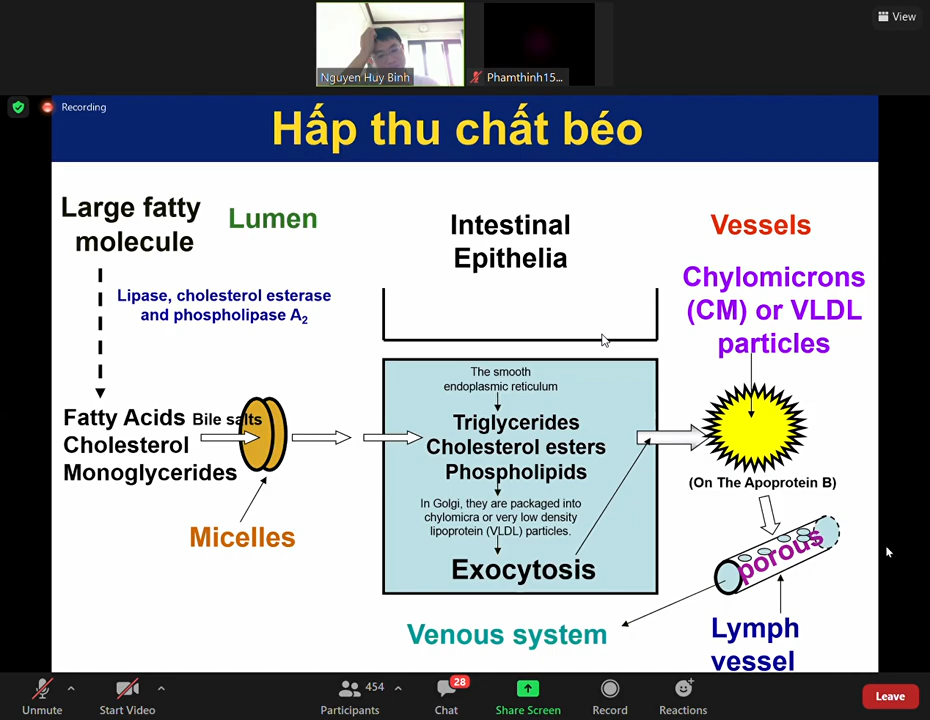 View
Nguyen Huy Binh
Phamthinh15...
Recording
Hấp thu chất béo
Large fatty
molecule
Lumen
Intestinal
Epithelia
Vessels
Lipase, cholesterol esterase
and phospholipase A2
Chylomicrons
(CM) or VLDL
particles
The smooth
endoplasmic reticulum
Fatty Acids
Cholesterol
Monoglycerides
Bile salts
Triglycerides
Cholesterol esters
Phospholipids
(On The Apoprotein B)
In Golgi, they are packaged into
chylomicra or very low density
lipoprotein (VLDL) particles.
Micelles
Exocytosis
porous
Venous system
Lymph
vessel
Unmute
Start Video
454
Participants
28
Chat
Share Screen
Record
Reactions
Leave